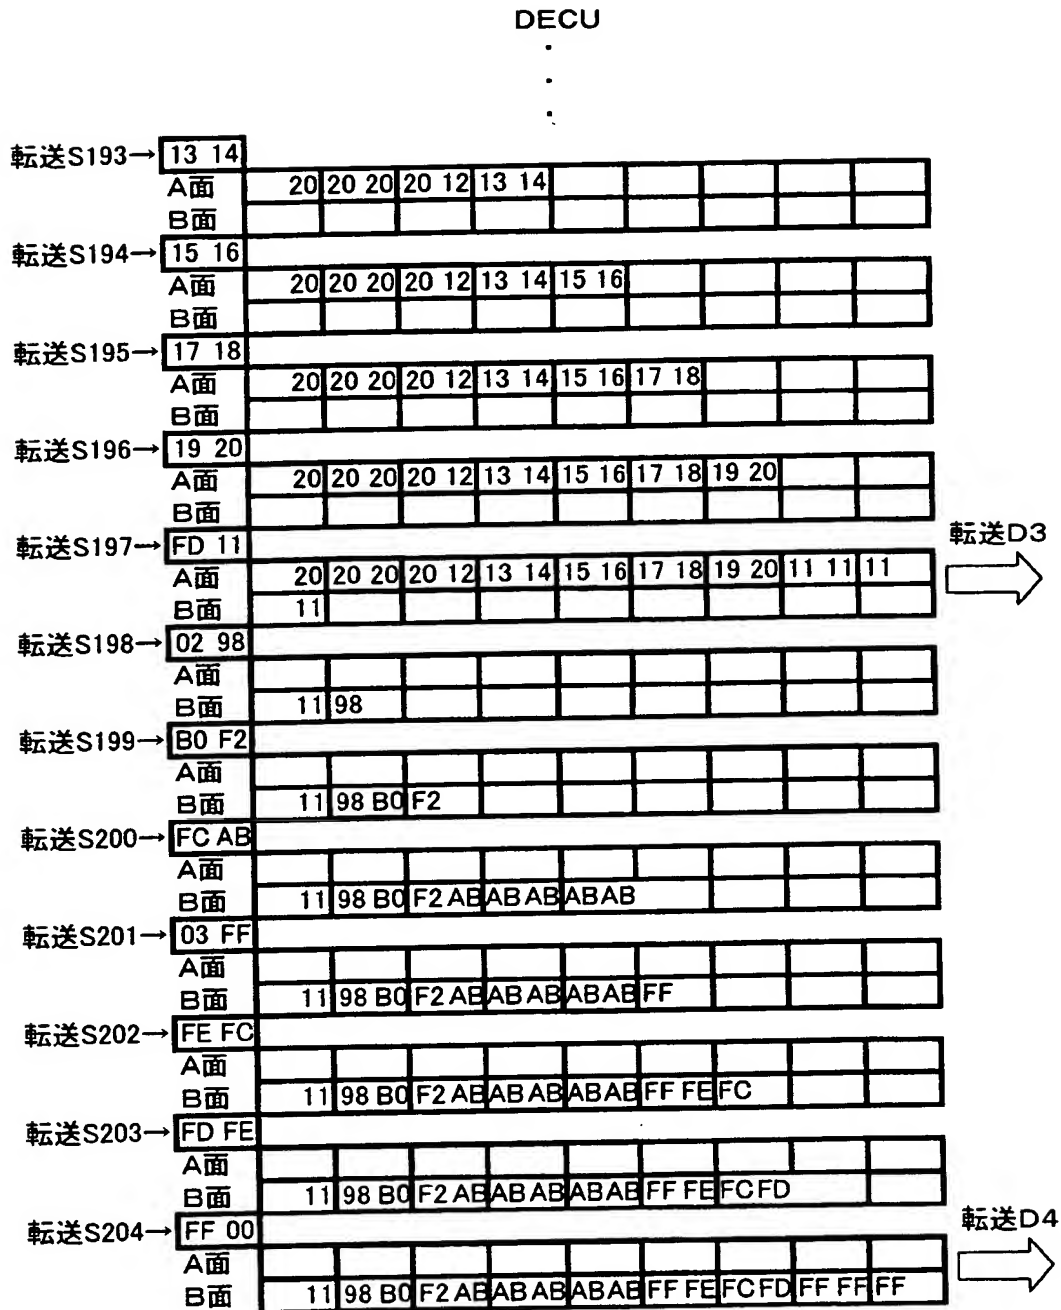 DECU
転送S193→ 13 14
A面 20 20 20 20 12 13 14
B面
転送S194→ 15 16
A面 20 20 20 20 12 13 14 15 16
B面
転送S195→ 17 18
A面 20 20 20 20 12 13 14 15 16 17 18
B面
転送S196→ 19 20
A面 20 20 20 20 12 13 14 15 16 17 18 19 20
B面
転送S197→ FD 11
転送D3
A面 20 20 20 20 12 13 14 15 16 17 18 19 20 11 11 11
B面 11
転送S198→ 02 98
A面
B面 11 98
転送S199→ B0 F2
A面
B面 11 98 B0 F2
転送S200→ FC AB
A面
B面 11 98 B0 F2 AB AB AB AB AB
転送S201→ 03 FF
A面
B面 11 98 B0 F2 AB AB AB AB AB FF
転送S202→ FE FC
A面
B面 11 98 B0 F2 AB AB AB AB AB FF FE FC
転送S203→ FD FE
A面
B面 11 98 B0 F2 AB AB AB AB AB FF FE FC FD
転送S204→ FF 00
転送D4
A面
B面 11 98 B0 F2 AB AB AB AB AB FF FE FC FD FF FF FF